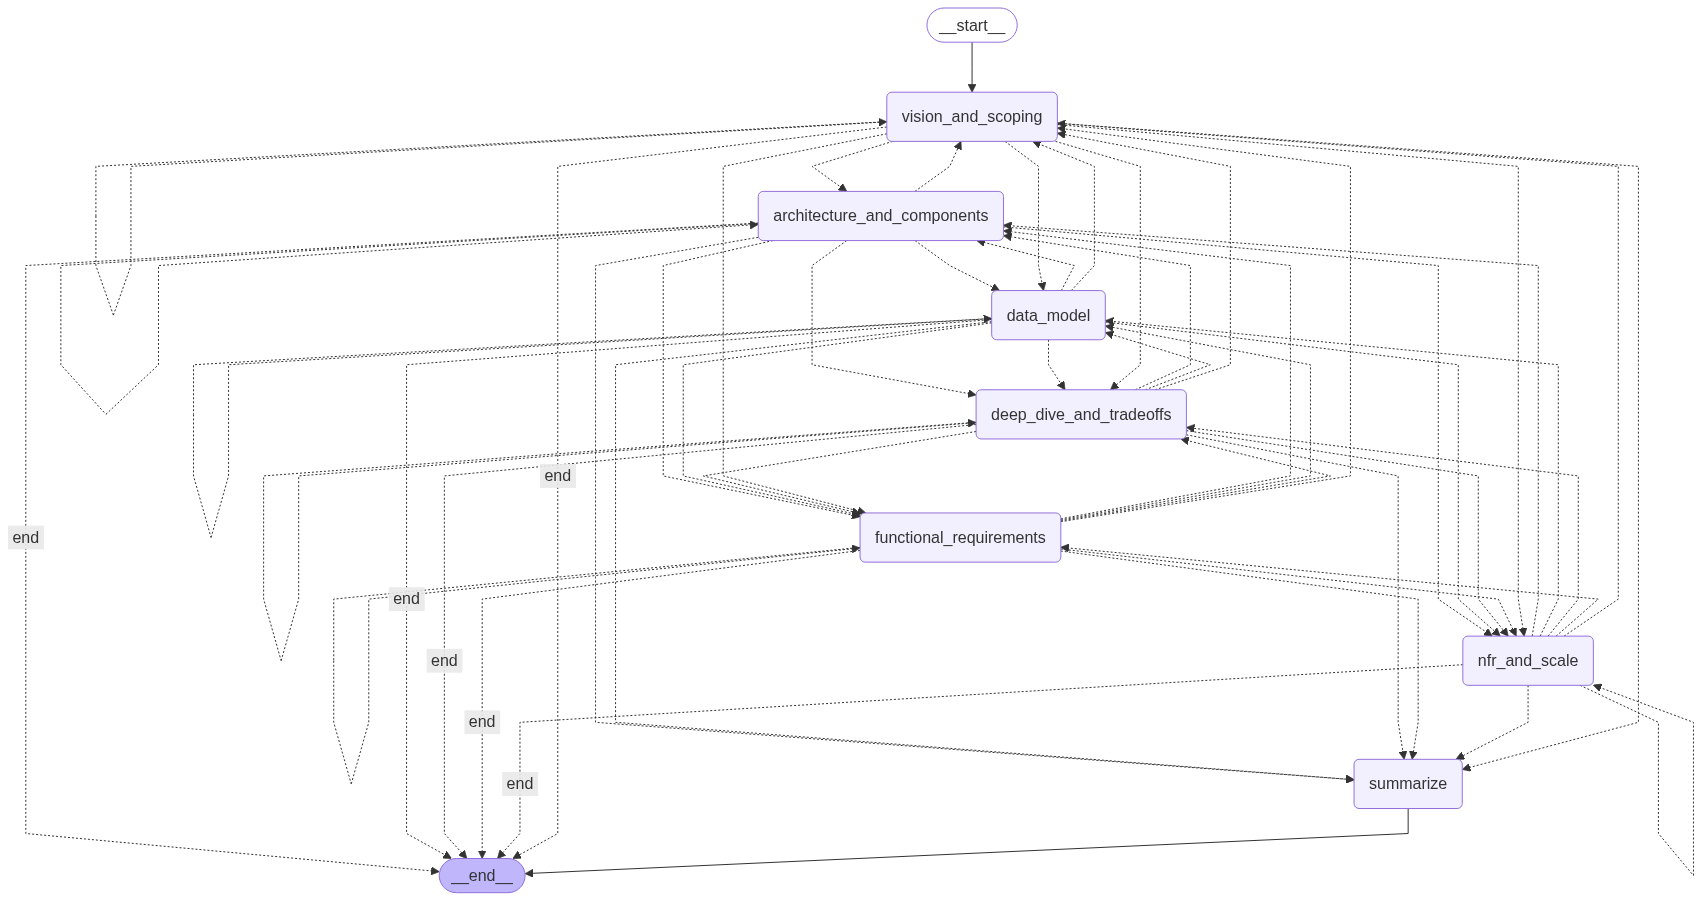 __start__
vision_and_scoping
architecture_and_components
data_model
deep_dive_and_tradeoffs
end
functional_requirements
end
end
end
nfr_and_scale
end
end
summarize
__end__